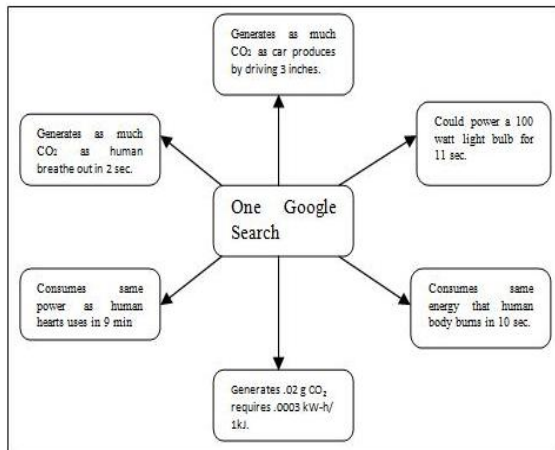 Generates as much
CO2 as car produces
by driving 3 inches.
Generates as much
CO2 as human
breathe out in 2 sec.
Could power a 100
watt light bulb for
11 sec.
One Google
Search
Consumes same
power as human
hearts uses in 9 min
Consumes same
energy that human
body burns in 10 sec.
Generates .02 g CO2
requires .0003 kW-h/
1kJ.